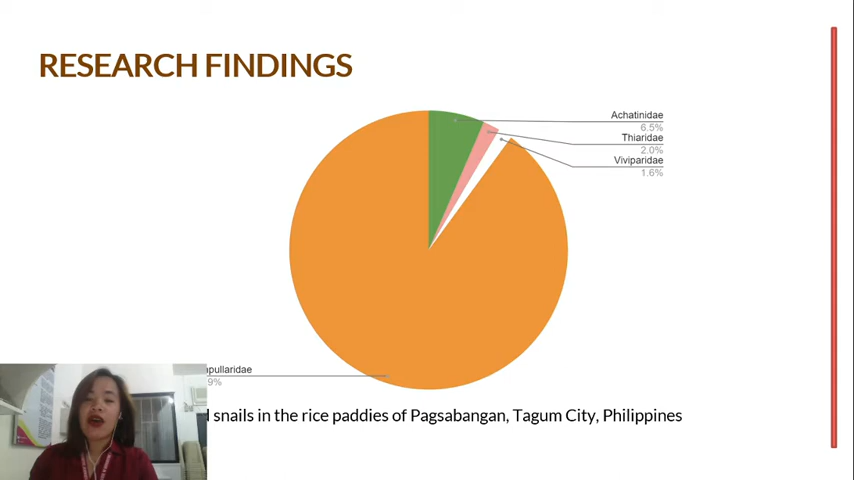 RESEARCH FINDINGS
Achatinidae
6.5%
Thiaridae
2.0%
Viviparidae
1.6%
pullaridae
9%
snails in the rice paddies of Pagsabangan, Tagum City, Philippines